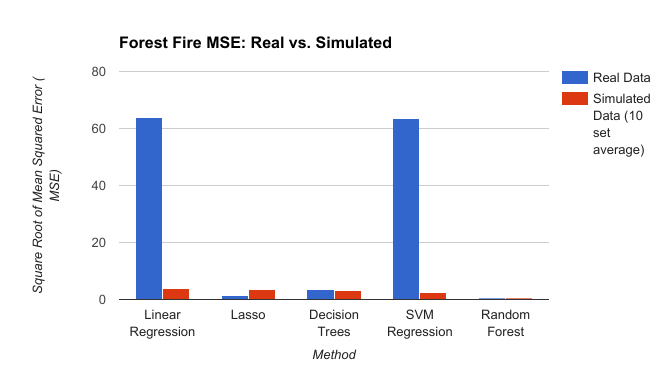 Forest Fire MSE: Real vs. Simulated
Square Root of Mean Squared Error (
MSE)
80
60
40
20
0
Linear
Regression
Lasso
Decision
Trees
SVM
Regression
Random
Forest
Method
Real Data
Simulated
Data (10
set
average)